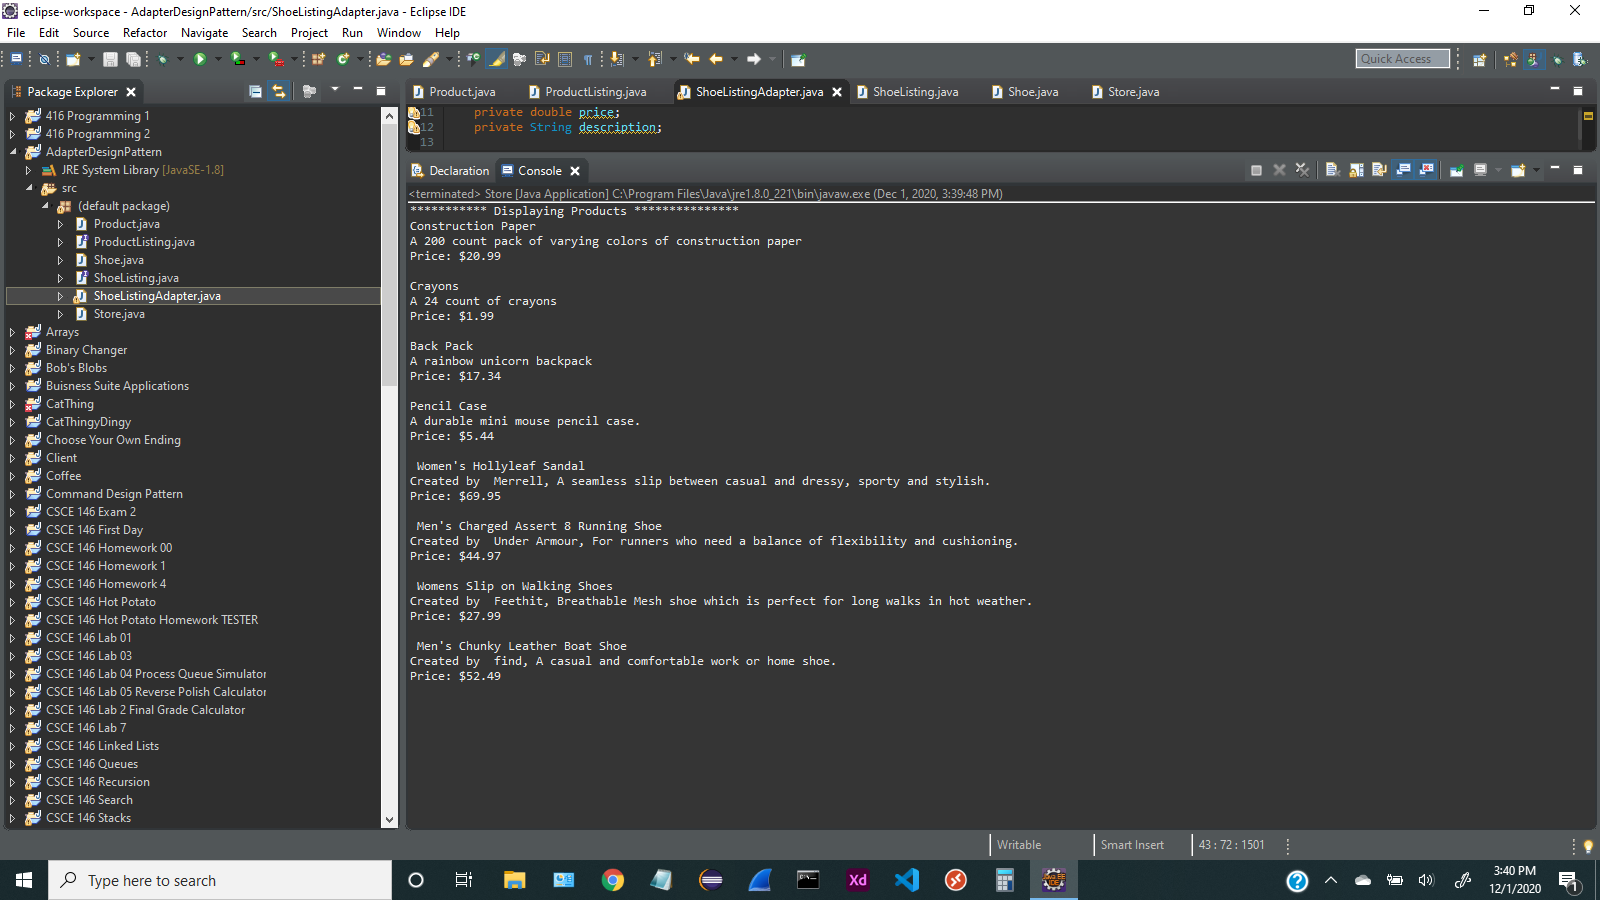 eclipse-workspace - AdapterDesignPattern/src/ShoeListingAdapter.java - Eclipse IDE
File Edit Source Refactor Navigate Search Project Run Window Help
Quick Access
Package Explorer
Product.java ProductListing.java ShoeListingAdapter.java ShoeListing.java Shoe.java Store.java
416 Programming 1
416 Programming 2
AdapterDesignPattern
JRE System Library [JavaSE-1.8]
src
(default package)
Product.java
ProductListing.java
Shoe.java
ShoeListing.java
ShoeListingAdapter.java
Store.java
Arrays
Binary Changer
Bob's Blobs
Buisness Suite Applications
CatThing
CatThingyDingy
Choose Your Own Ending
Client
Coffee
Command Design Pattern
CSCE 146 Exam 2
CSCE 146 First Day
CSCE 146 Homework 00
CSCE 146 Homework 1
CSCE 146 Homework 4
CSCE 146 Hot Potato
CSCE 146 Hot Potato Homework TESTER
CSCE 146 Lab 01
CSCE 146 Lab 03
CSCE 146 Lab 04 Process Queue Simulator
CSCE 146 Lab 05 Reverse Polish Calculator
CSCE 146 Lab 2 Final Grade Calculator
CSCE 146 Lab 7
CSCE 146 Linked Lists
CSCE 146 Queues
CSCE 146 Recursion
CSCE 146 Search
CSCE 146 Stacks
11 private double price;
12 private String description;
13
Declaration Console
<terminated> Store [Java Application] C:\Program Files\Java\jre1.8.0_221\bin\javaw.exe (Dec 1, 2020, 3:39:48 PM)
*********** Displaying Products ***************
Construction Paper
A 200 count pack of varying colors of construction paper
Price: $20.99
Crayons
A 24 count of crayons
Price: $1.99
Back Pack
A rainbow unicorn backpack
Price: $17.34
Pencil Case
A durable mini mouse pencil case.
Price: $5.44
Women's Hollyleaf Sandal
Created by  Merrell, A seamless slip between casual and dressy, sporty and stylish.
Price: $69.95
Men's Charged Assert 8 Running Shoe
Created by  Under Armour, For runners who need a balance of flexibility and cushioning.
Price: $44.97
Womens Slip on Walking Shoes
Created by  Feethit, Breathable Mesh shoe which is perfect for long walks in hot weather.
Price: $27.99
Men's Chunky Leather Boat Shoe
Created by  find, A casual and comfortable work or home shoe.
Price: $52.49
Writable Smart Insert 43 : 72 : 1501
Type here to search
Xd
3:40 PM
12/1/2020
1